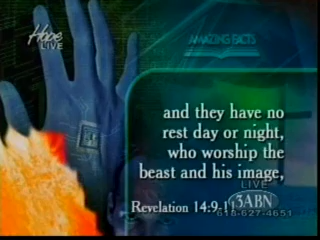 Hope
LIVE
AMAZING FACTS
and they have no
rest day or night,
who worship the
beast and his image,
Revelation 14:9-11
LIVE
3ABN
618-627-4651